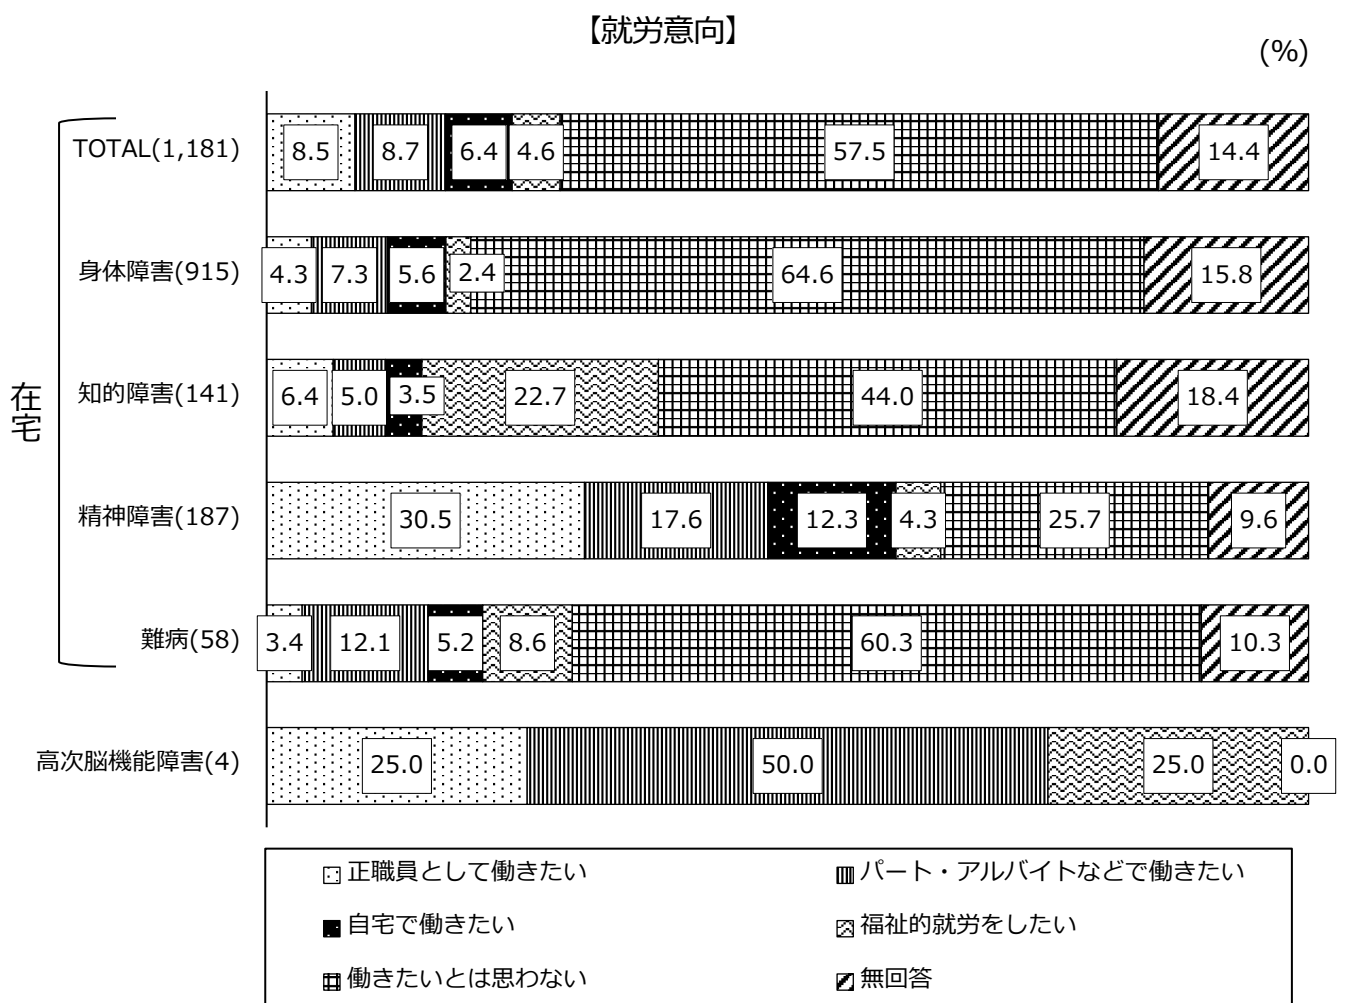 【就労意向】
(%)
TOTAL(1,181) 8.5 8.7 6.4 4.6 57.5 14.4
身体障害(915) 4.3 7.3 5.6 2.4 64.6 15.8
在宅
知的障害(141) 6.4 5.0 3.5 22.7 44.0 18.4
精神障害(187) 30.5 17.6 12.3 4.3 25.7 9.6
難病(58) 3.4 12.1 5.2 8.6 60.3 10.3
高次脳機能障害(4) 25.0 50.0 25.0 0.0
正職員として働きたい パート・アルバイトなどで働きたい
自宅で働きたい 福祉的就労をしたい
働きたいとは思わない 無回答